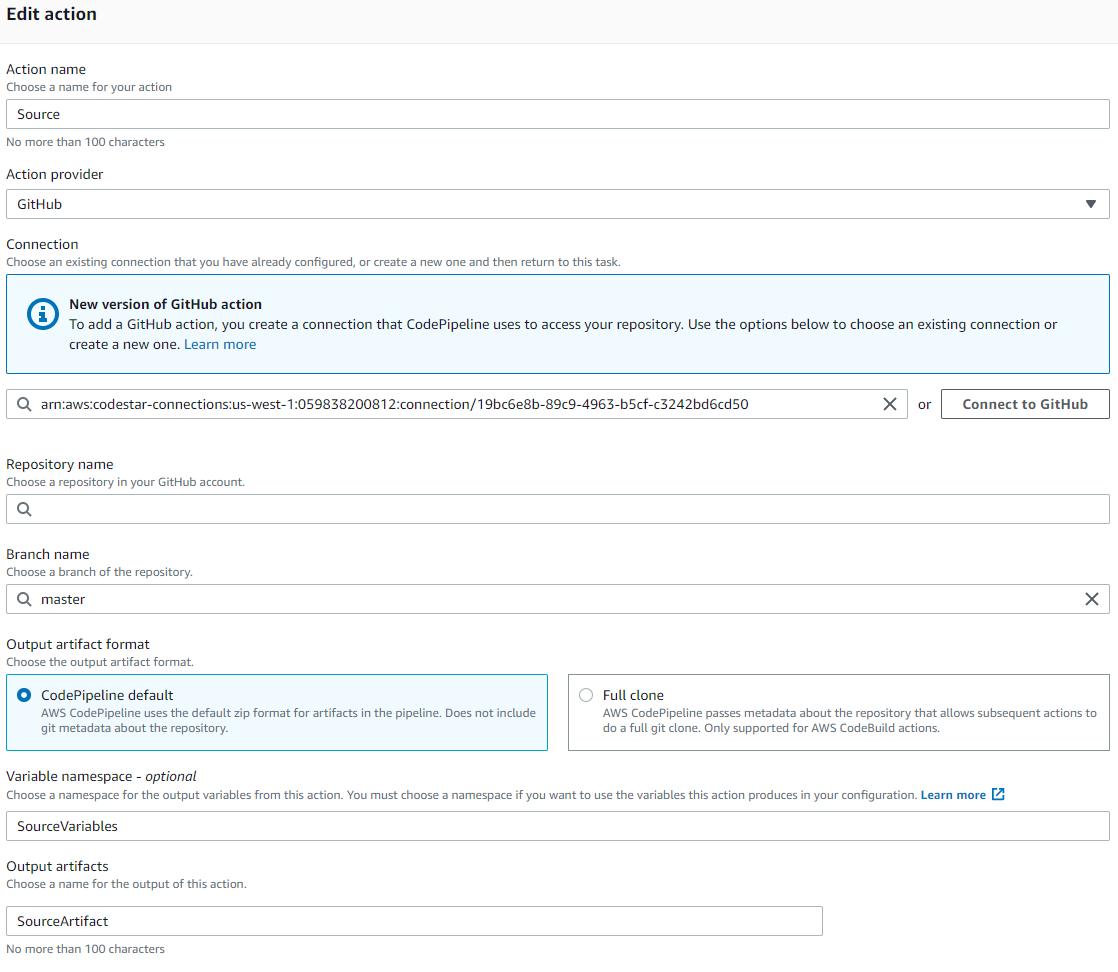 Edit action
Action name
Choose a name for your action
Source
No more than 100 characters
Action provider
GitHub
Connection
Choose an existing connection that you have already configured, or create a new one and then return to this task.
New version of GitHub action
To add a GitHub action, you create a connection that CodePipeline uses to access your repository. Use the options below to choose an existing connection or
create a new one. Learn more
arn:aws:codestar-connections:us-west-1:059838200812:connection/19bc6e8b-89c9-4963-b5cf-c3242bd6cd50 or Connect to GitHub
Repository name
Choose a repository in your GitHub account.
Branch name
Choose a branch of the repository.
master
Output artifact format
Choose the output artifact format.
CodePipeline default
AWS CodePipeline uses the default zip format for artifacts in the pipeline. Does not include
git metadata about the repository.
Full clone
AWS CodePipeline passes metadata about the repository that allows subsequent actions to
do a full git clone. Only supported for AWS CodeBuild actions.
Variable namespace - optional
Choose a namespace for the output variables from this action. You must choose a namespace if you want to use the variables this action produces in your configuration. Learn more
SourceVariables
Output artifacts
Choose a name for the output of this action.
SourceArtifact
No more than 100 characters